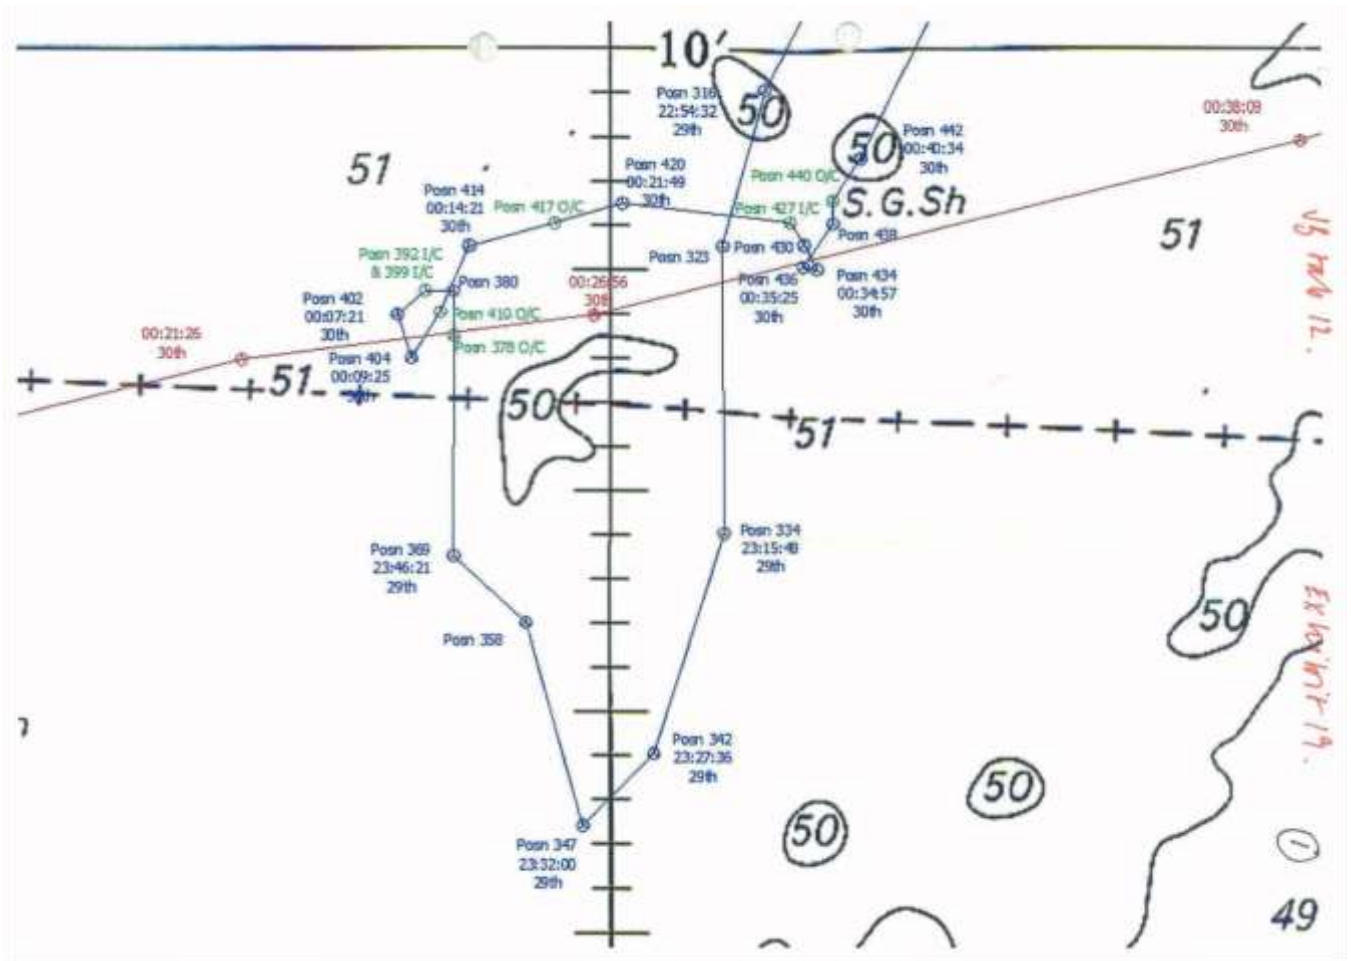 10′
Posn 316
22:54:32
29th
50
00:38:09
30th
Posn 442
00:40:34
30th
50
51
Posn 420
00:21:49
30th
Posn 440 O/C
Posn 414
00:14:21
30th
Posn 417 O/C
Posn 427 I/C
S.G.Sh
51
Posn 438
Posn 392 I/C
& 399 I/C
Posn 323
Posn 430
Posn 380
00:26:56
30th
Posn 436
00:35:25
30th
Posn 434
00:34:57
30th
Posn 402
00:07:21
30th
Posn 410 O/C
00:21:26
30th
Posn 378 O/C
Posn 404
00:09:25
30th
51
50
51
Posn 334
23:15:48
29th
Posn 369
23:46:21
29th
Posn 358
50
Exhibit 19.
Posn 342
23:27:36
29th
50
50
Posn 347
23:32:00
29th
1
49